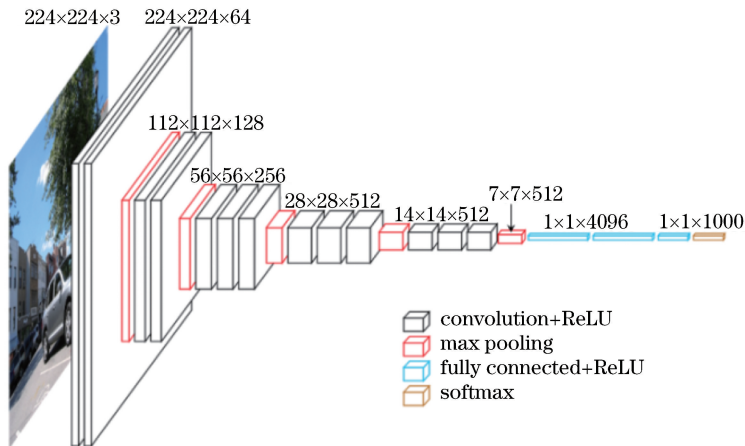 224×224×3
224×224×64
112×112×128
56×56×256
28×28×512
14×14×512
7×7×512
1×1×4096
1×1×1000
convolution+ReLU
max pooling
fully connected+ReLU
softmax